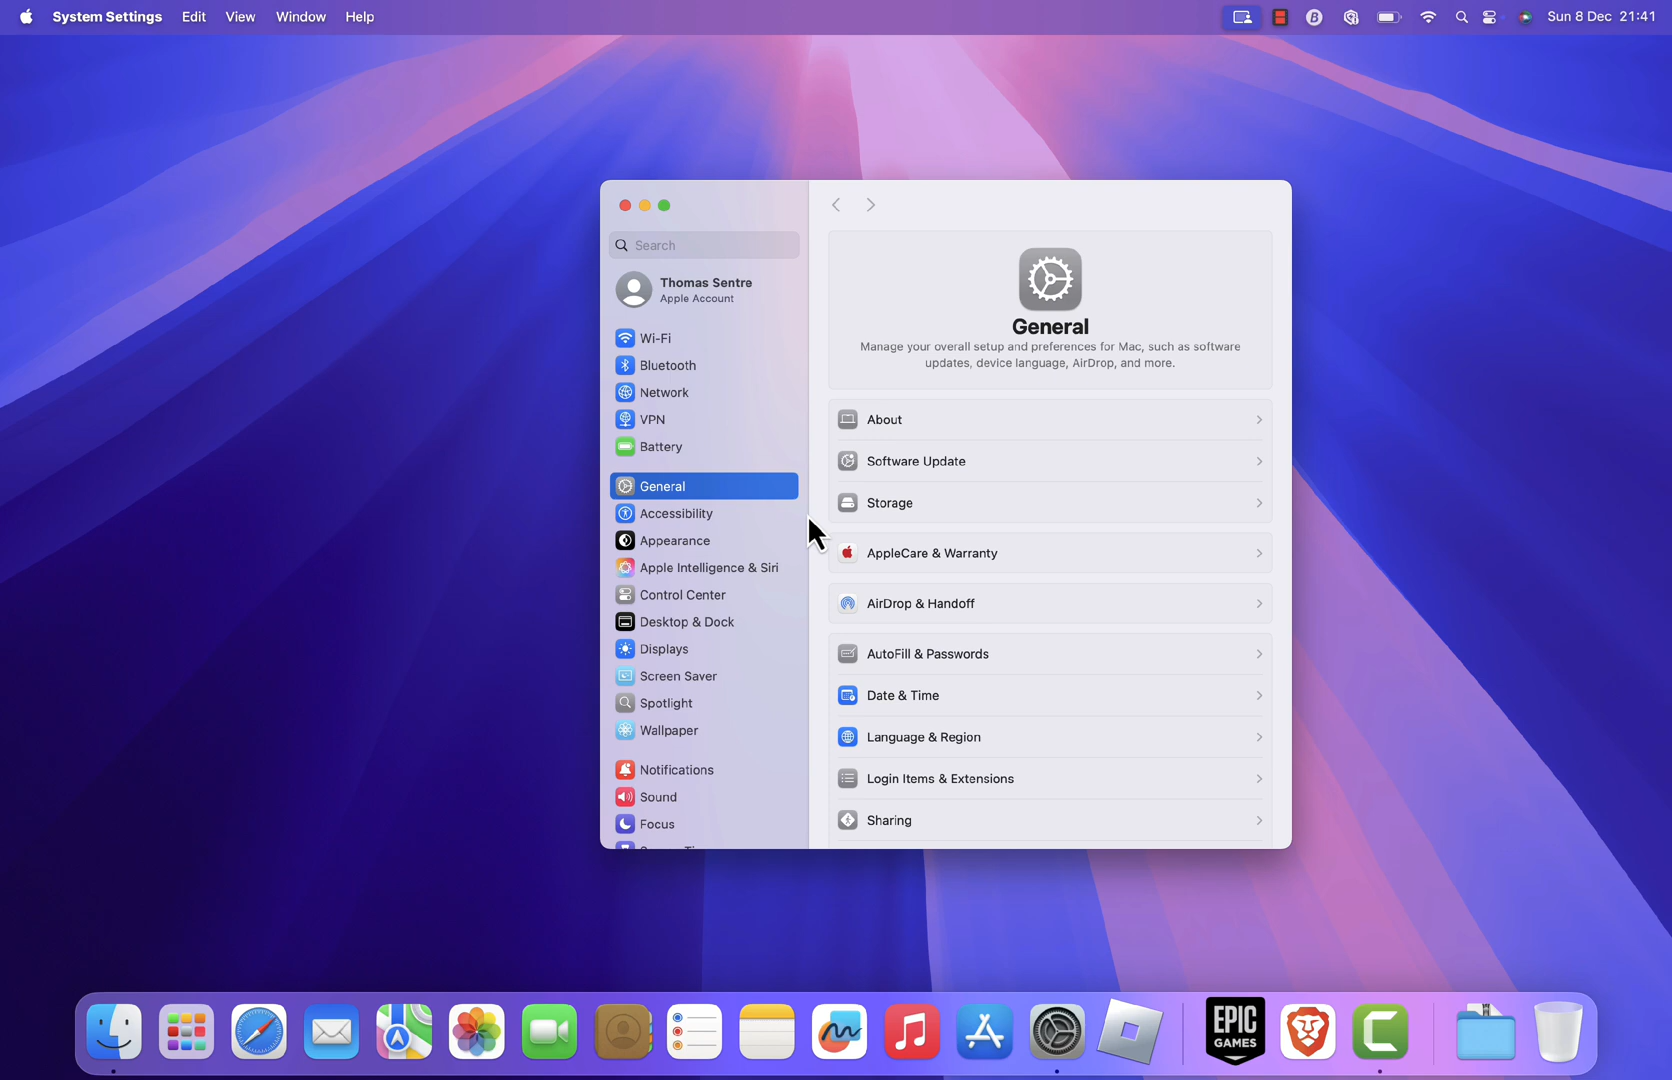 System Settings Edit View Window Help
Sun 8 Dec 21:41
Search
Thomas Sentre
Apple Account
Wi-Fi
Bluetooth
Network
VPN
Battery
General
Accessibility
Appearance
Apple Intelligence & Siri
Control Center
Desktop & Dock
Displays
Screen Saver
Spotlight
Wallpaper
Notifications
Sound
Focus
General
Manage your overall setup and preferences for Mac, such as software
updates, device language, AirDrop, and more.
About
Software Update
Storage
AppleCare & Warranty
AirDrop & Handoff
AutoFill & Passwords
Date & Time
Language & Region
Login Items & Extensions
Sharing
EPIC
GAMES